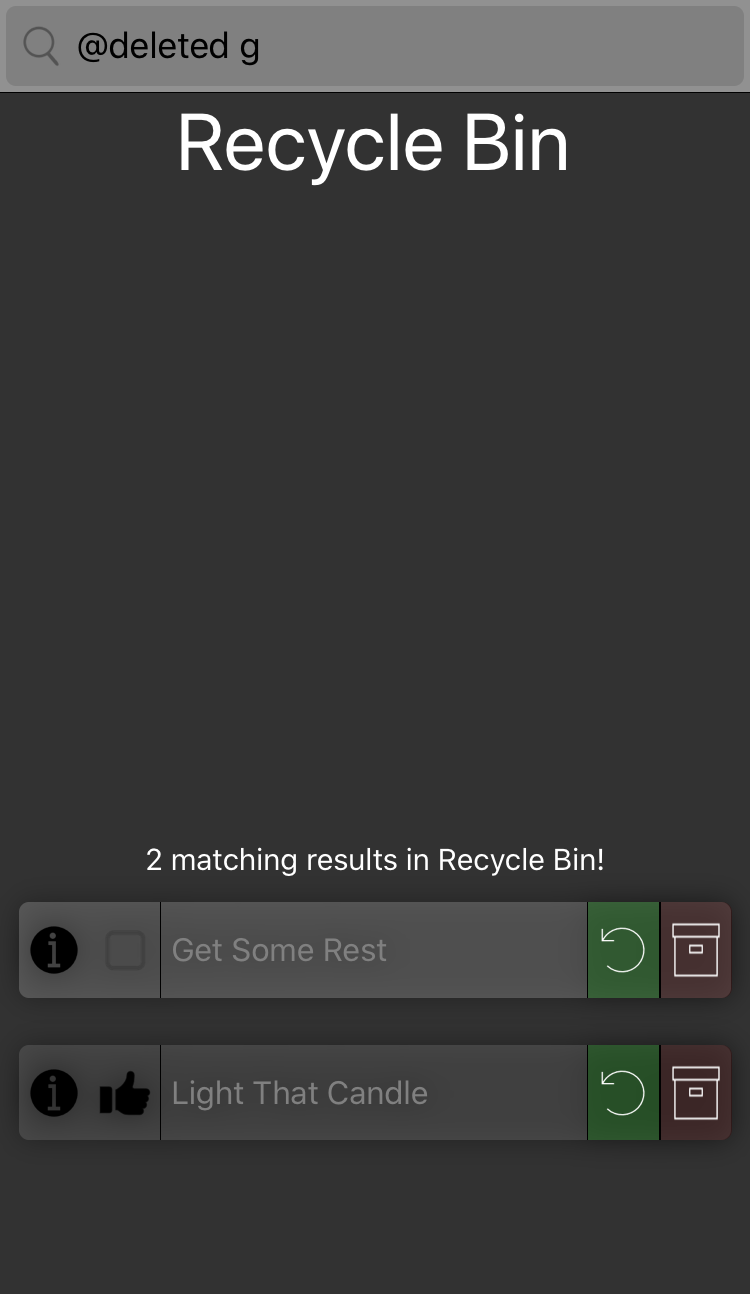 @deleted g
Recycle Bin
2 matching results in Recycle Bin!
Get Some Rest
Light That Candle